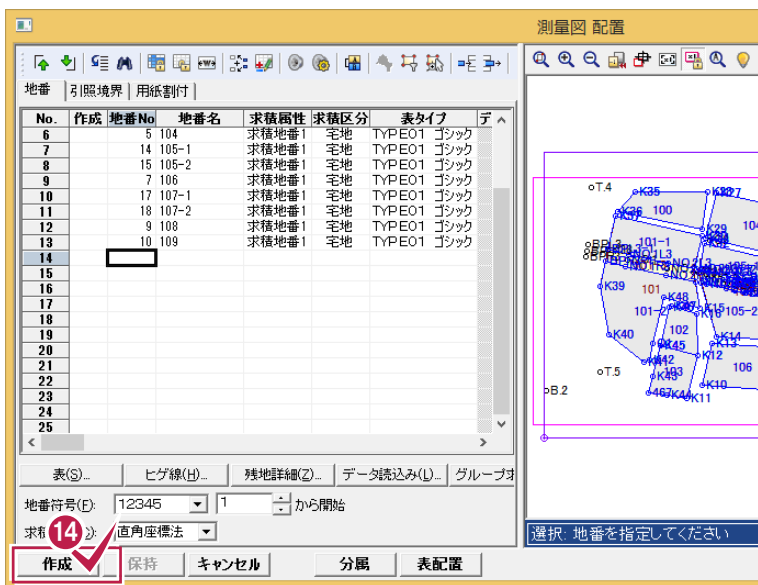 測量図 配置
地番 引照境界 用紙割付
No. 作成 地番No 地番名 求積属性 求積区分 表タイプ デ
6 5 104 求積地番1 宅地 TYPE01 ゴシック
7 14 105-1 求積地番1 宅地 TYPE01 ゴシック
8 15 105-2 求積地番1 宅地 TYPE01 ゴシック
9 7 106 求積地番1 宅地 TYPE01 ゴシック
10 17 107-1 求積地番1 宅地 TYPE01 ゴシック
11 18 107-2 求積地番1 宅地 TYPE01 ゴシック
12 9 108 求積地番1 宅地 TYPE01 ゴシック
13 10 109 求積地番1 宅地 TYPE01 ゴシック
14
15
16
17
18
19
20
21
22
23
24
25
表(S)... ヒゲ線(H)... 残地詳細(Z)... データ読込み(L)... グループ
地番符号(F): 12345 1 から開始
求積 直角座標法
14
作成 保持 キャンセル 分属 表配置
T.4 K35
K36 100
K29
101-1
K39 101 K48
101-2 K16 K15 105-2
K40 102 K14
K45 K13
K12
T.5 K43 103 106
B.2 K10
K11
選択: 地番を指定してください